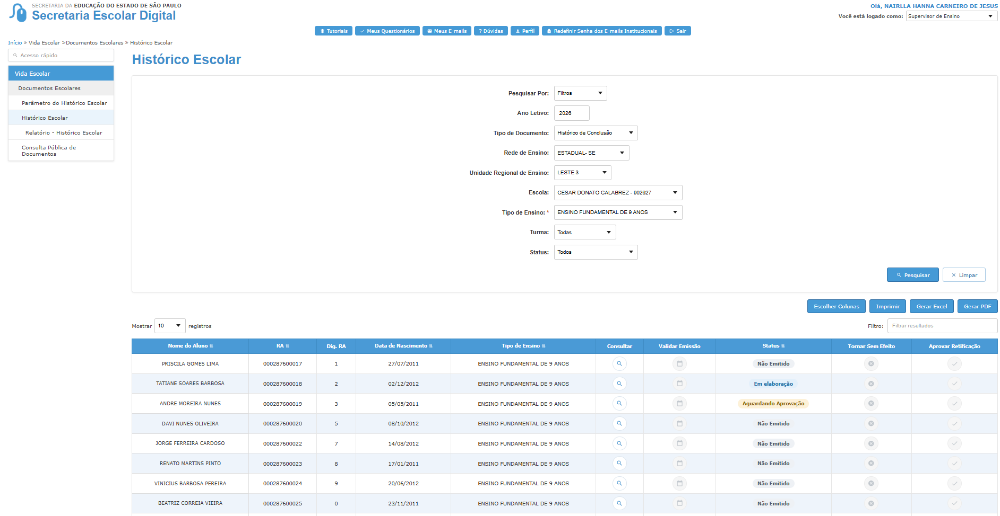 SECRETARIA DA EDUCAÇÃO DO ESTADO DE SÃO PAULO
Secretaria Escolar Digital
Olá, NAIRLLA HANNA CARNEIRO DE JESUS
Você está logado como: Supervisor de Ensino
Tutoriais Meus Questionários Meus E-mails ? Dúvidas Perfil Redefinir Senha dos E-mails Institucionais Sair
Início » Vida Escolar >Documentos Escolares » Histórico Escolar
Acesso rápido
Vida Escolar
Documentos Escolares
Parâmetro do Histórico Escolar
Histórico Escolar
Relatório - Histórico Escolar
Consulta Pública de
Documentos
Histórico Escolar
Pesquisar Por: Filtros
Ano Letivo: 2026
Tipo de Documento: Histórico de Conclusão
Rede de Ensino: ESTADUAL- SE
Unidade Regional de Ensino: LESTE 3
Escola: CESAR DONATO CALABREZ - 902627
Tipo de Ensino: * ENSINO FUNDAMENTAL DE 9 ANOS
Turma: Todas
Status: Todos
Pesquisar Limpar
Escolher Colunas Imprimir Gerar Excel Gerar PDF
Mostrar 10 registros
Filtro: Filtrar resultados
Nome do Aluno RA Díg. RA Data de Nascimento Tipo de Ensino Consultar Validar Emissão Status Tornar Sem Efeito Aprovar Retificação
PRISCILA GOMES LIMA 000287600017 1 27/07/2011 ENSINO FUNDAMENTAL DE 9 ANOS Não Emitido
TATIANE SOARES BARBOSA 000287600018 2 02/12/2012 ENSINO FUNDAMENTAL DE 9 ANOS Em elaboração
ANDRE MOREIRA NUNES 000287600019 3 05/05/2011 ENSINO FUNDAMENTAL DE 9 ANOS Aguardando Aprovação
DAVI NUNES OLIVEIRA 000287600020 5 08/10/2012 ENSINO FUNDAMENTAL DE 9 ANOS Não Emitido
JORGE FERREIRA CARDOSO 000287600022 7 14/08/2012 ENSINO FUNDAMENTAL DE 9 ANOS Não Emitido
RENATO MARTINS PINTO 000287600023 8 17/01/2011 ENSINO FUNDAMENTAL DE 9 ANOS Não Emitido
VINICIUS BARBOSA PEREIRA 000287600024 9 20/06/2012 ENSINO FUNDAMENTAL DE 9 ANOS Não Emitido
BEATRIZ CORREIA VIEIRA 000287600025 0 23/11/2011 ENSINO FUNDAMENTAL DE 9 ANOS Não Emitido